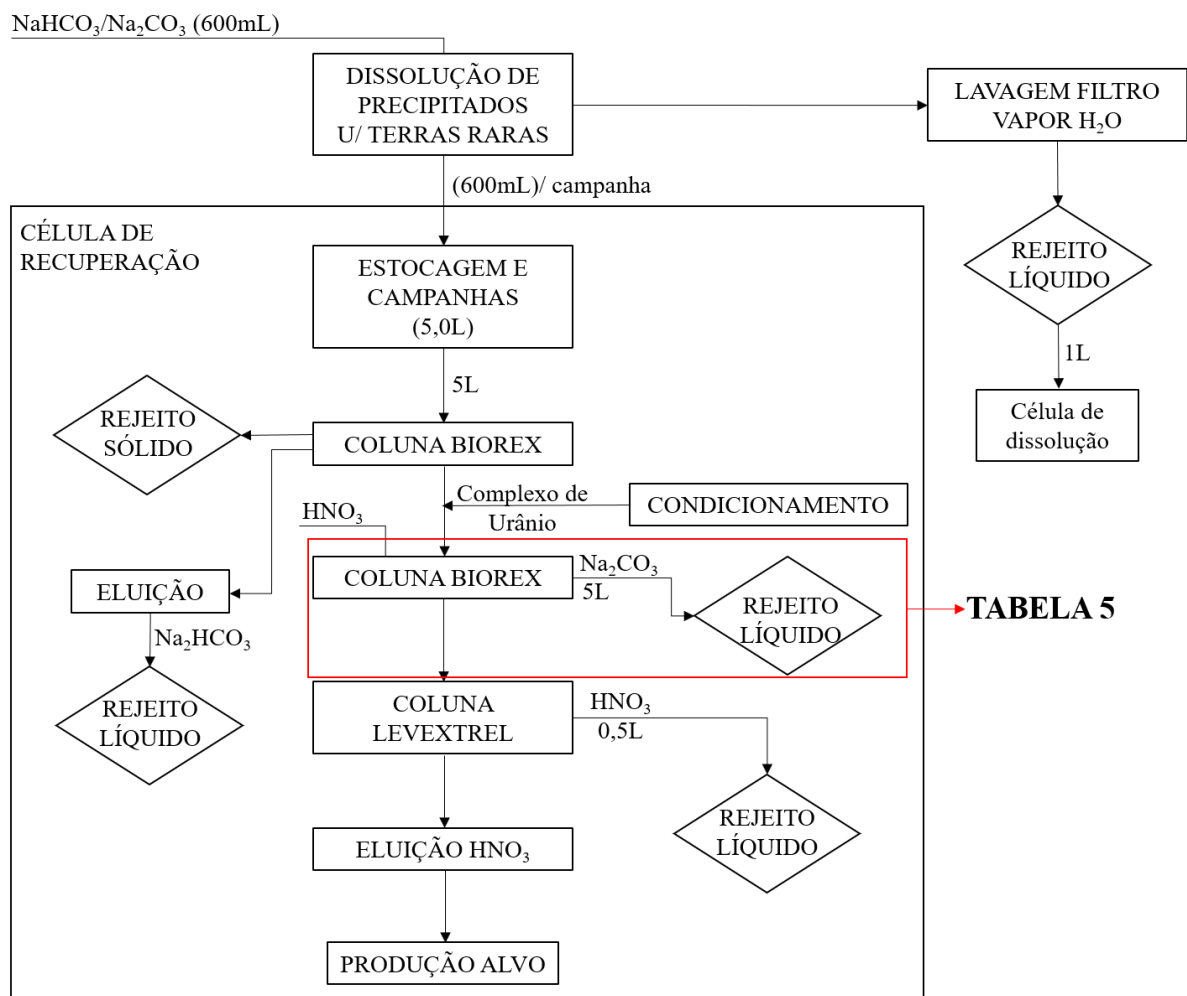 NaHCO₃/Na₂CO₃ (600mL)
DISSOLUÇÃO DE
PRECIPITADOS
U/ TERRAS RARAS
LAVAGEM FILTRO
VAPOR H₂O
(600mL)/ campanha
CÉLULA DE
RECUPERAÇÃO
ESTOCAGEM E
CAMPANHAS
(5,0L)
REJEITO
LÍQUIDO
1L
Célula de
dissolução
5L
REJEITO
SÓLIDO
COLUNA BIOREX
Complexo de
Urânio
CONDICIONAMENTO
HNO₃
COLUNA BIOREX
Na₂CO₃
5L
REJEITO
LÍQUIDO
TABELA 5
ELUIÇÃO
Na₂HCO₃
REJEITO
LÍQUIDO
COLUNA
LEVEXTREL
HNO₃
0,5L
REJEITO
LÍQUIDO
ELUIÇÃO HNO₃
PRODUÇÃO ALVO